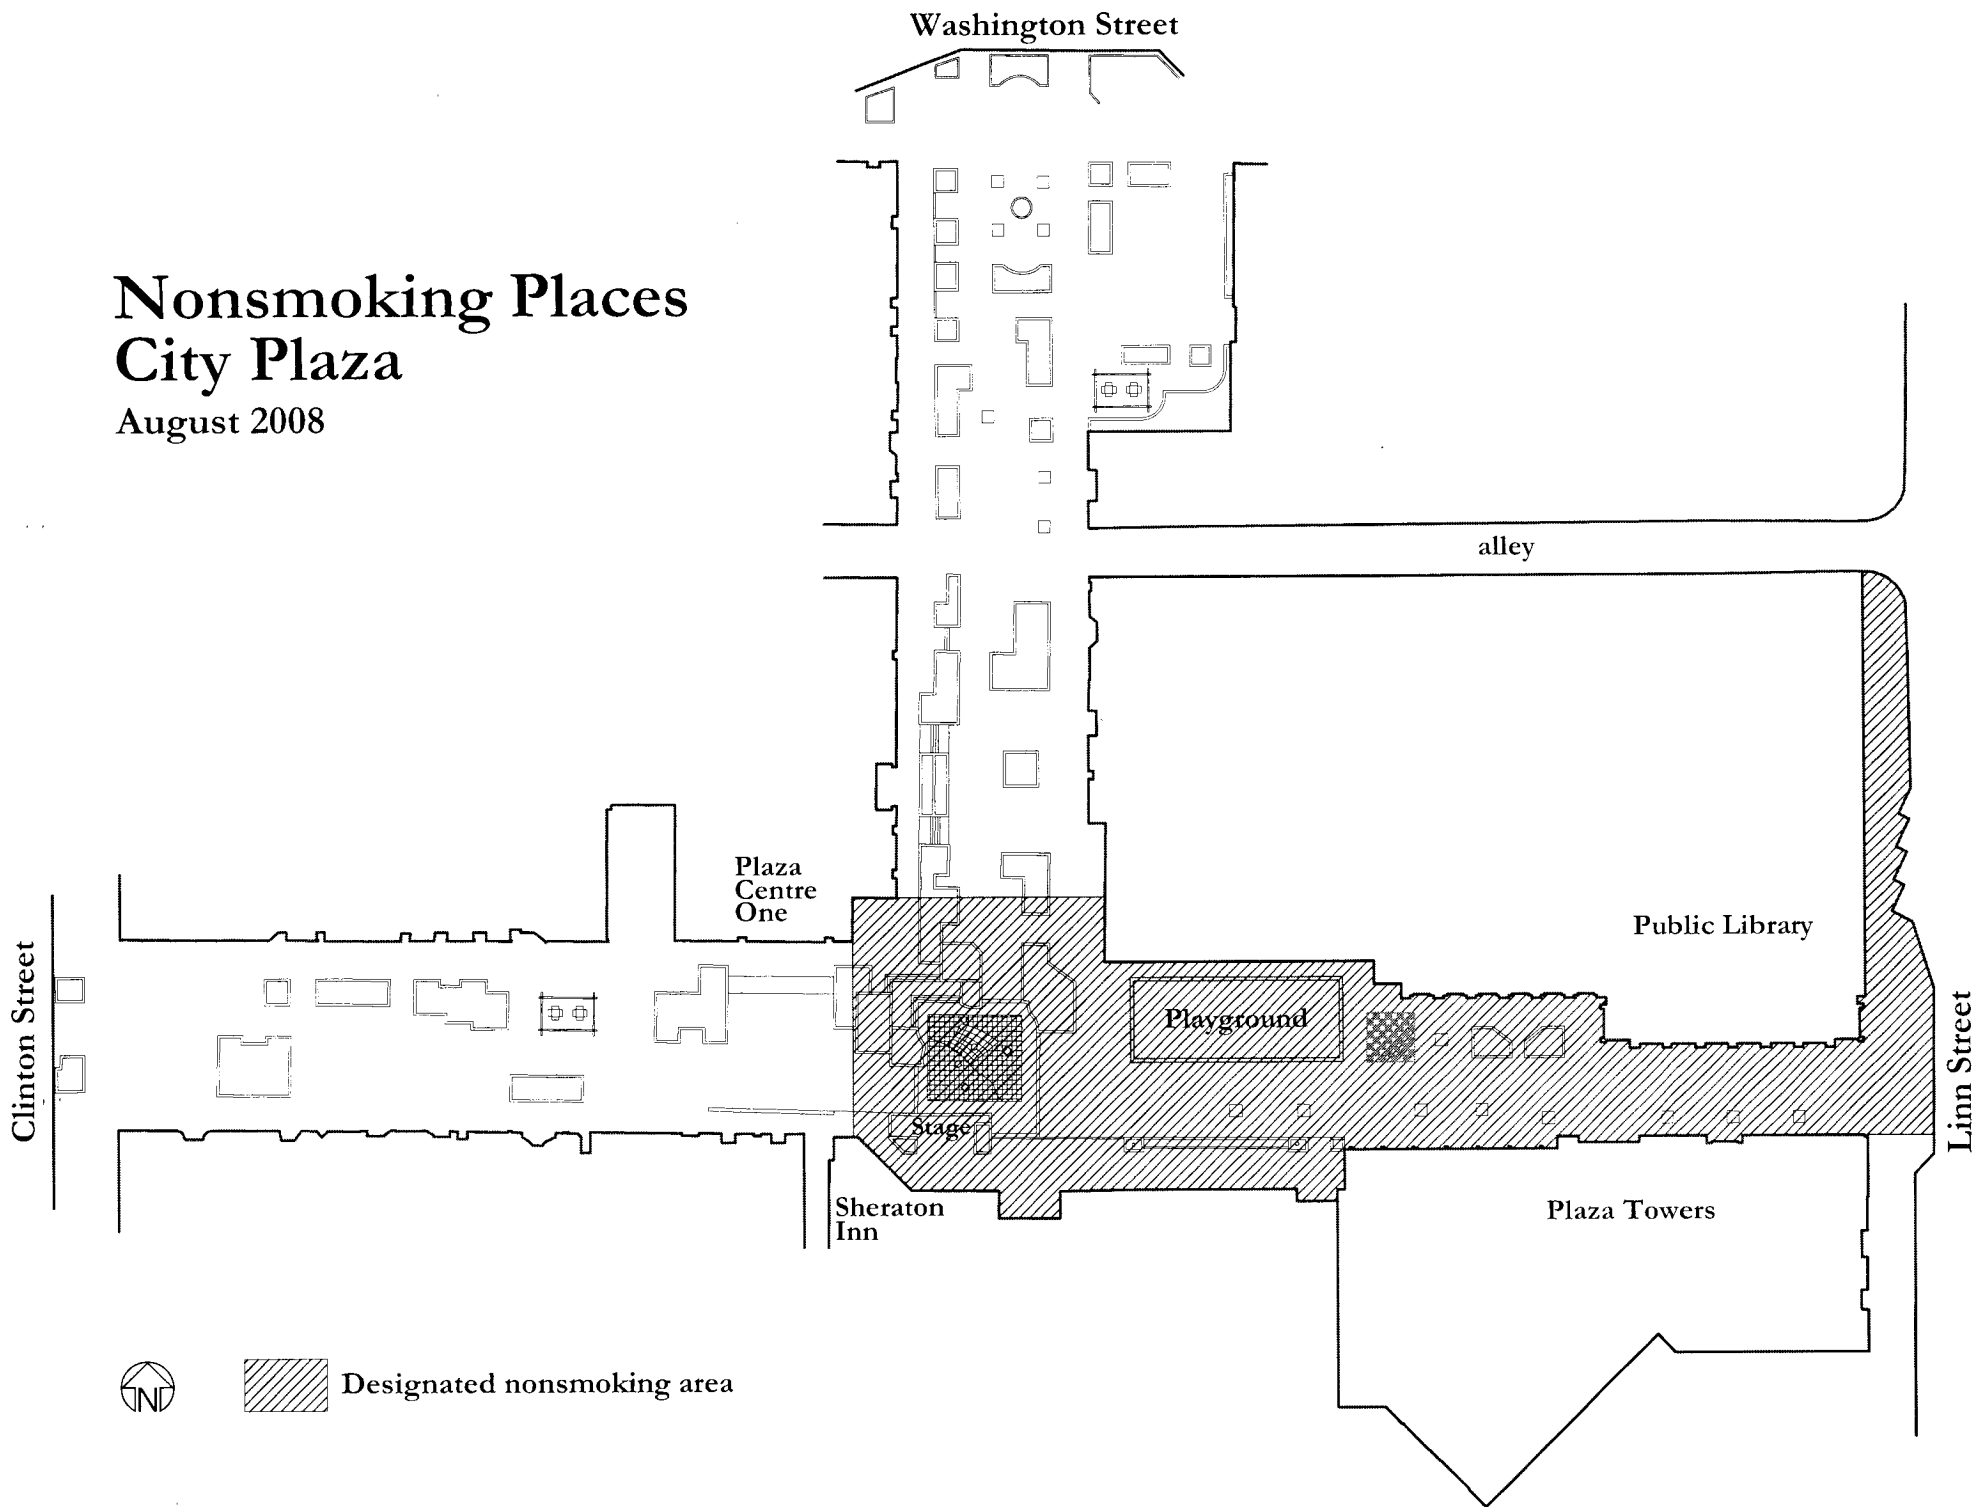 Washington Street
Nonsmoking Places
City Plaza
August 2008
alley
Plaza
Centre
One
Public Library
Clinton Street
Playground
Linn Street
Stage
Sheraton
Inn
Plaza Towers
N
Designated nonsmoking area